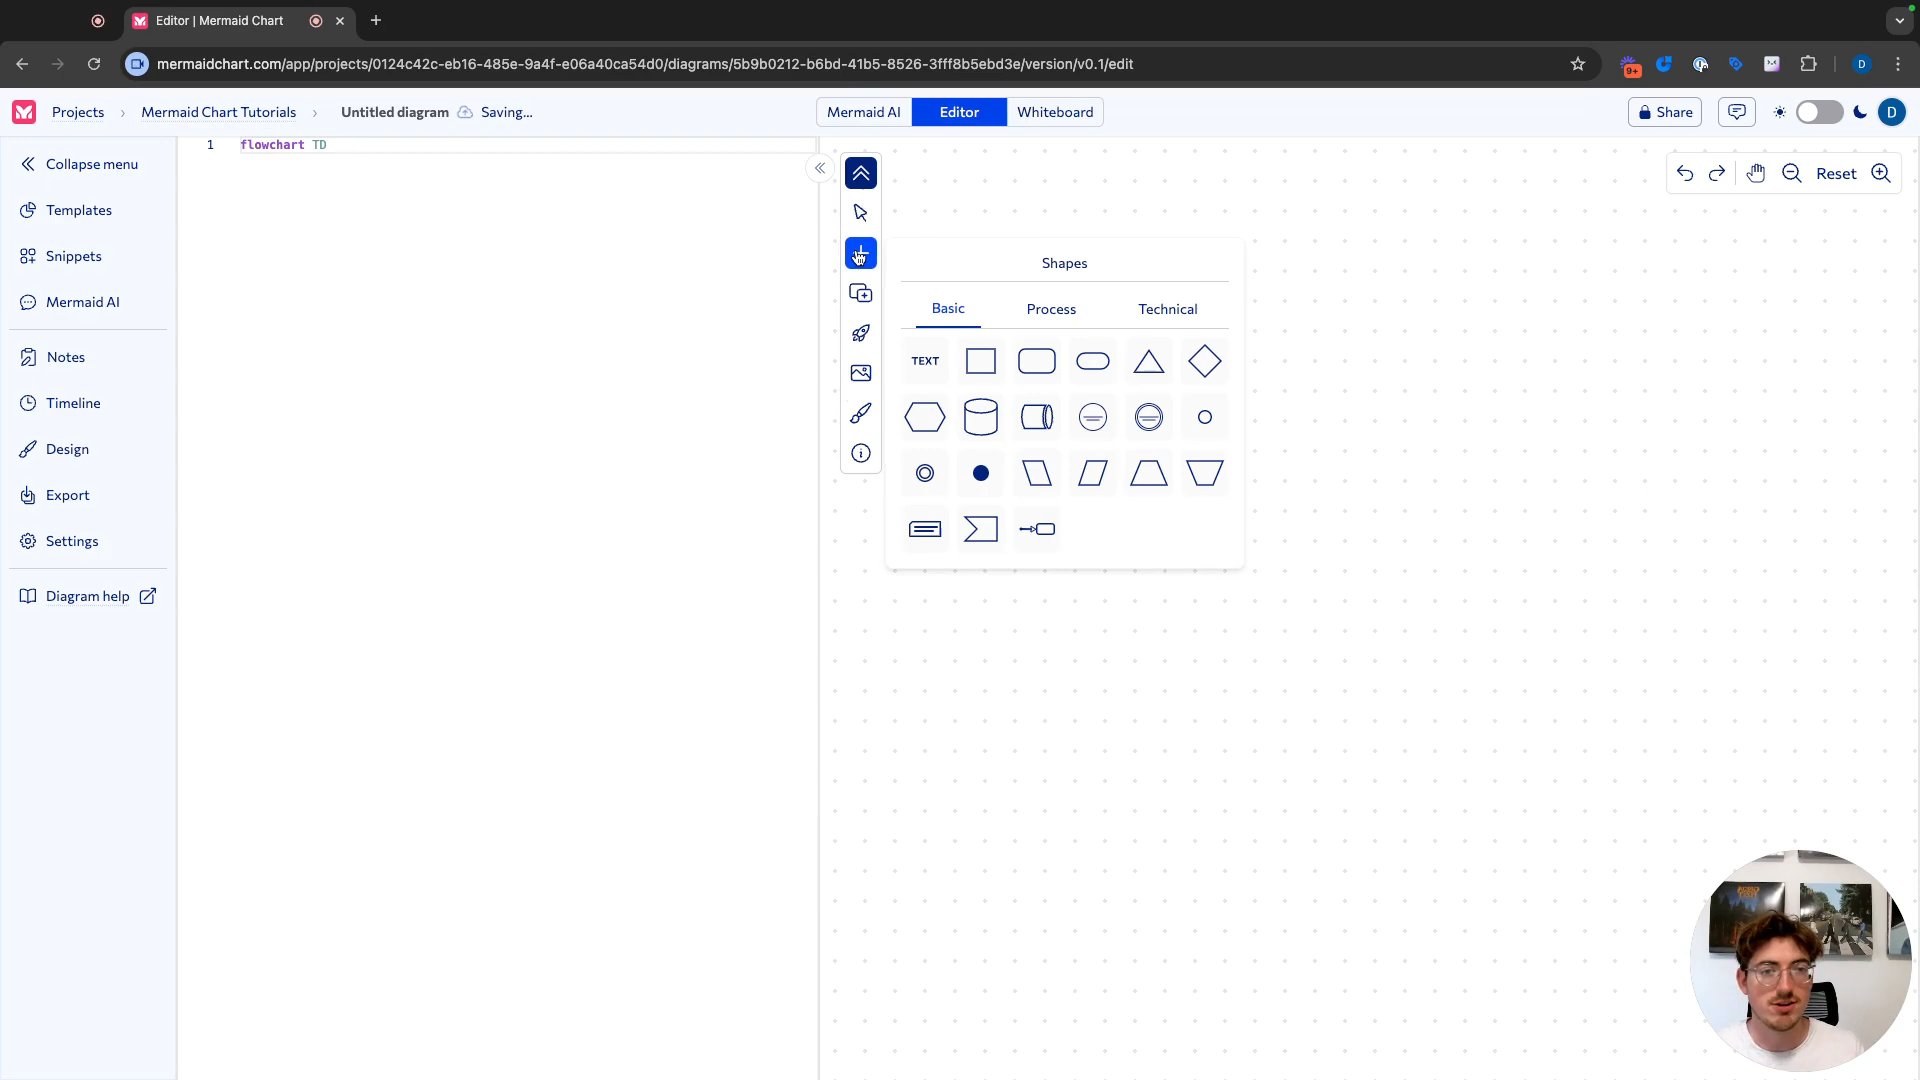 Editor | Mermaid Chart
mermaidchart.com/app/projects/0124c42c-eb16-485e-9a4f-e06a40ca54d0/diagrams/5b9b0212-b6bd-41b5-8526-3fff8b5ebd3e/version/v0.1/edit
9+
D
Projects
Mermaid Chart Tutorials
Untitled diagram
Saving...
Mermaid AI
Editor
Whiteboard
Share
D
Collapse menu
Templates
Snippets
Mermaid AI
Notes
Timeline
Design
Export
Settings
Diagram help
1 flowchart TD
Reset
Shapes
Basic
Process
Technical
TEXT